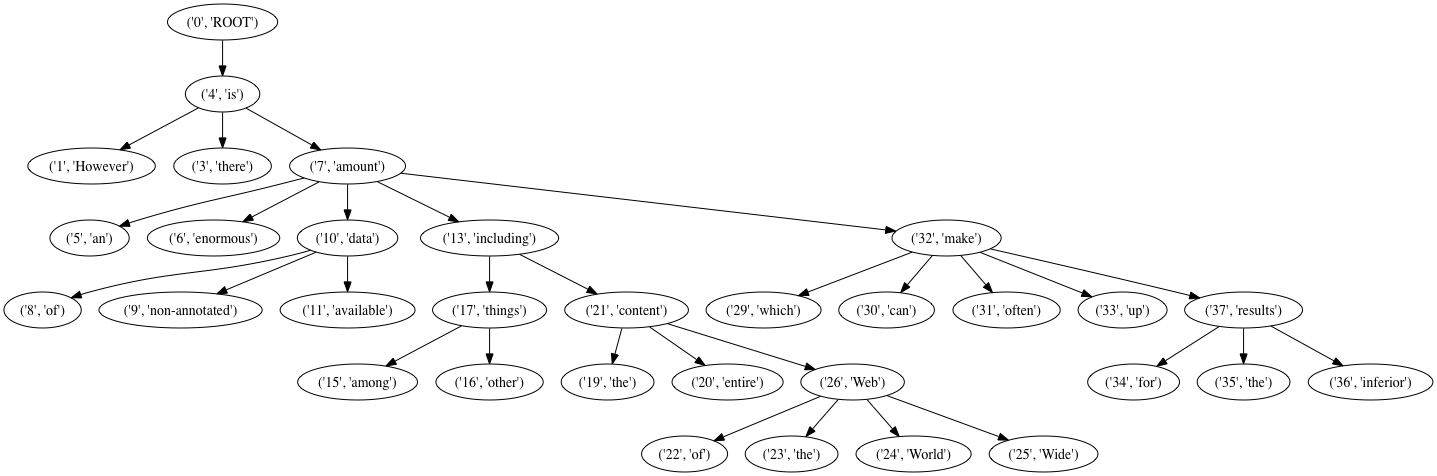 ('0', 'ROOT')
('4', 'is')
('1', 'However') ('3', 'there') ('7', 'amount')
('5', 'an') ('6', 'enormous') ('10', 'data') ('13', 'including') ('32', 'make')
('8', 'of') ('9', 'non-annotated') ('11', 'available') ('17', 'things') ('21', 'content') ('29', 'which') ('30', 'can') ('31', 'often') ('33', 'up') ('37', 'results')
('15', 'among') ('16', 'other') ('19', 'the') ('20', 'entire') ('26', 'Web') ('34', 'for') ('35', 'the') ('36', 'inferior')
('22', 'of') ('23', 'the') ('24', 'World') ('25', 'Wide')